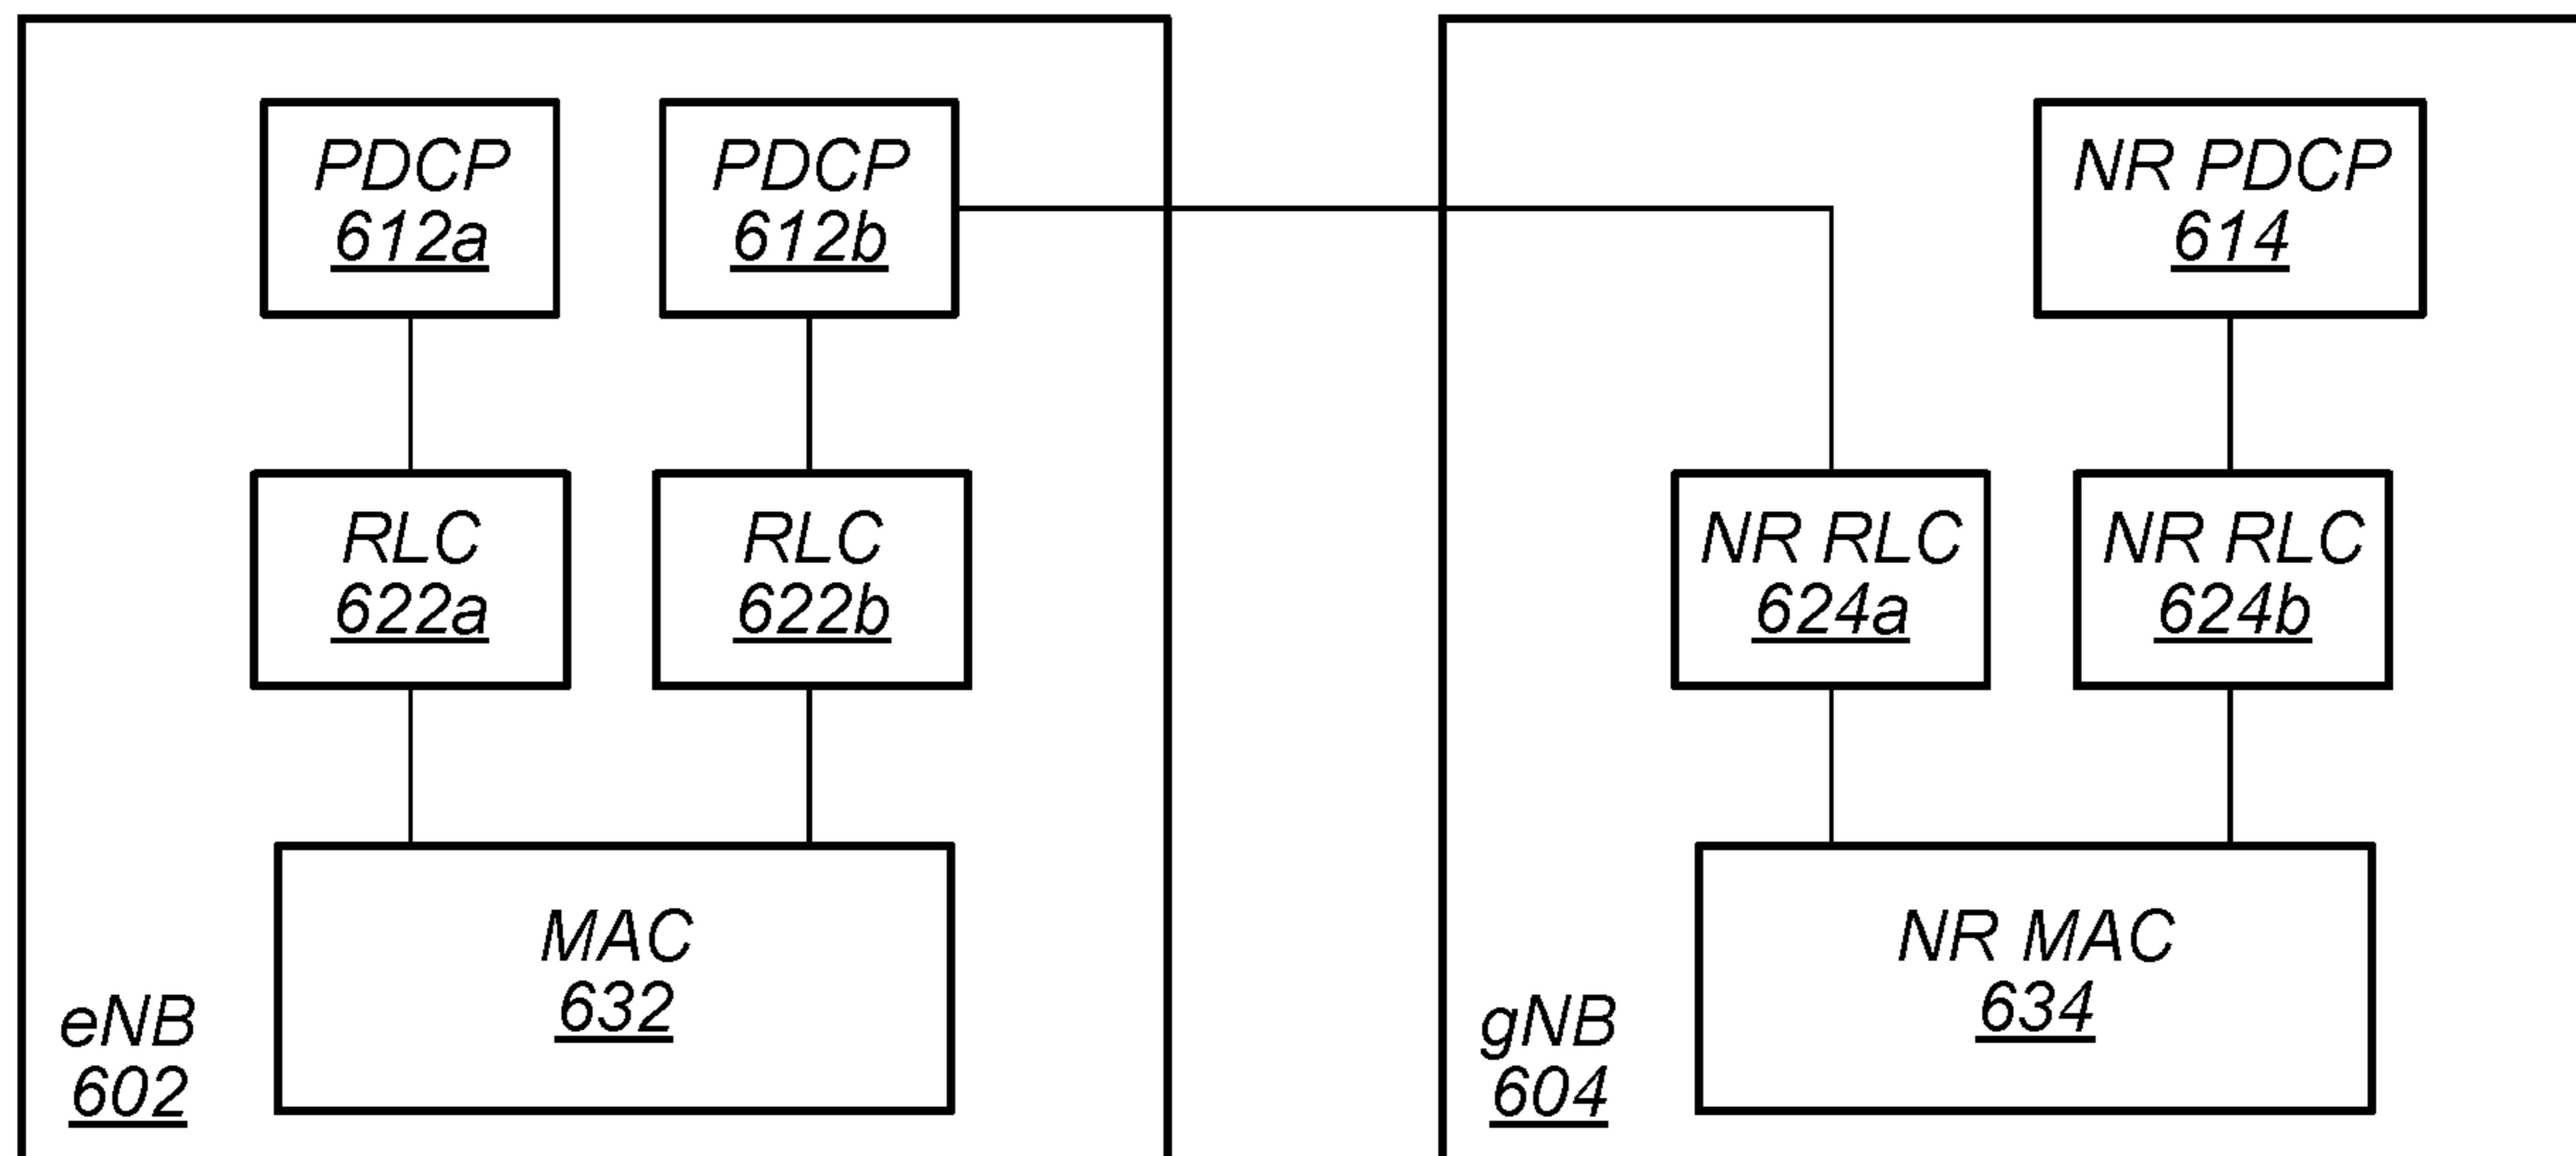 PDCP
612a
PDCP
612b
NR PDCP
614
RLC
622a
RLC
622b
NR RLC
624a
NR RLC
624b
MAC
632
NR MAC
634
eNB
602
gNB
604